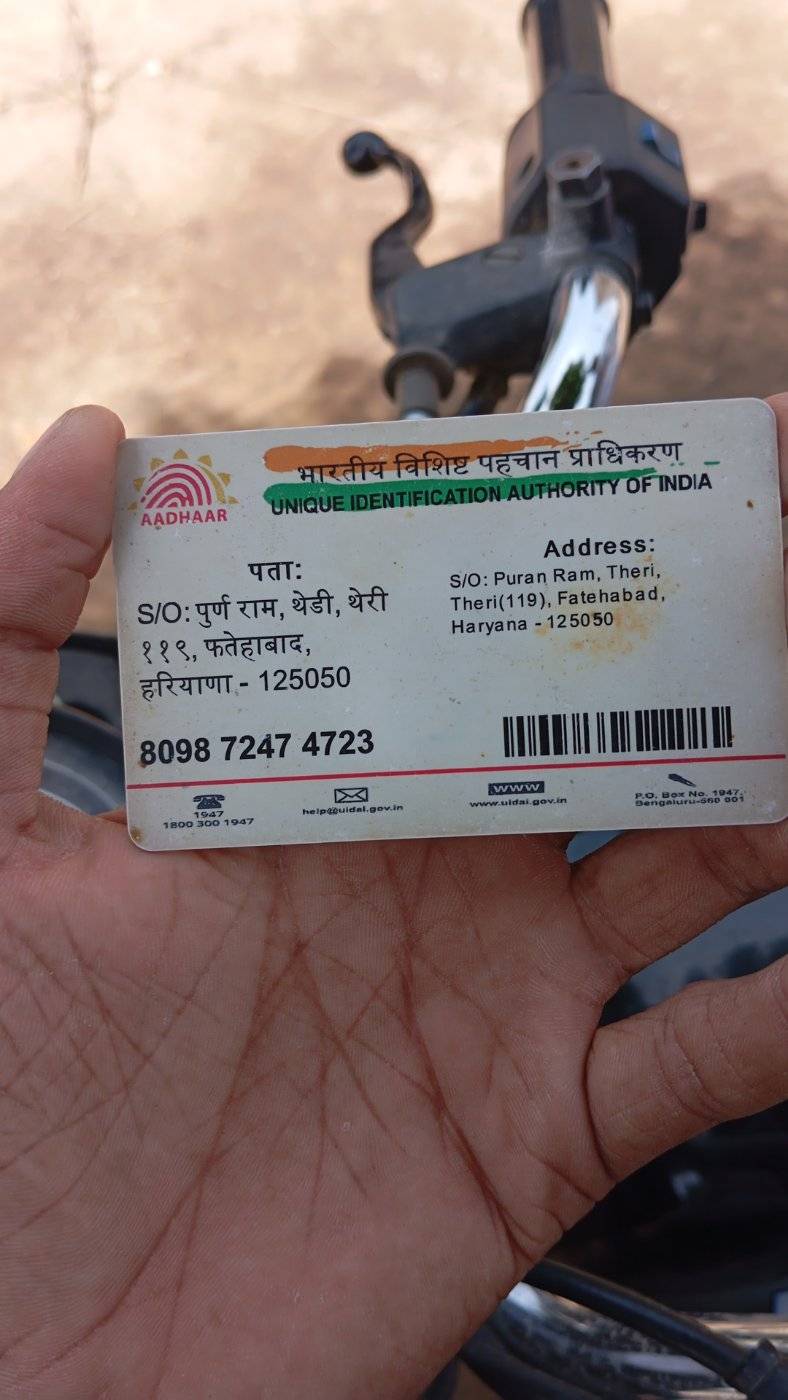 भारतीय विशिष्ट पहचान प्राधिकरण
UNIQUE IDENTIFICATION AUTHORITY OF INDIA
AADHAAR
पता:
S/O: पुर्ण राम, थेडी, थेरी
११९, फतेहाबाद,
हरियाणा - 125050
Address:
S/O: Puran Ram, Theri,
Theri(119), Fatehabad,
Haryana - 125050
8098 7247 4723
1947
1800 300 1947
help@uidai.gov.in
www
www.uidai.gov.in
P.O. Box No. 1947,
Bengaluru-560 001